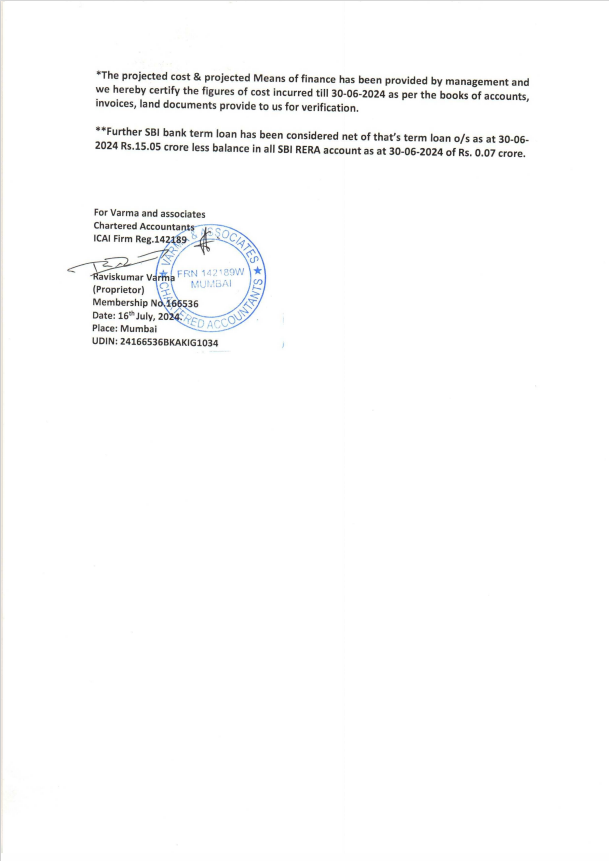 *The projected cost & projected Means of finance has been provided by management and
we hereby certify the figures of cost incurred till 30-06-2024 as per the books of accounts,
invoices, land documents provide to us for verification.
**Further SBI bank term loan has been considered net of that's term loan o/s as at 30-06-
2024 Rs.15.05 crore less balance in all SBI RERA account as at 30-06-2024 of Rs. 0.07 crore.
For Varma and associates
Chartered Accountants
ICAI Firm Reg.142189
Raviskumar Varma
(Proprietor)
Membership No.166536
Date: 16th July, 2024
Place: Mumbai
UDIN: 24166536BKAKIG1034
VARMA & ASSOCIATES
FRN 142189W
MUMBAI
CHARTERED ACCOUNTANTS